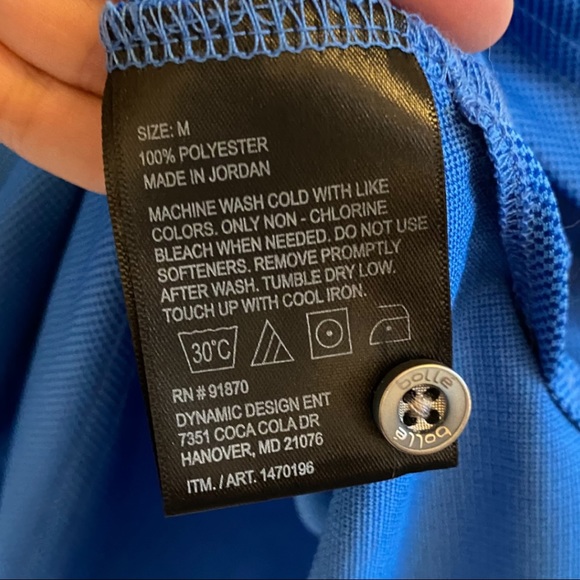 SIZE: M
100% POLYESTER
MADE IN JORDAN
MACHINE WASH COLD WITH LIKE
COLORS. ONLY NON - CHLORINE
BLEACH WHEN NEEDED. DO NOT USE
SOFTENERS. REMOVE PROMPTLY
AFTER WASH. TUMBLE DRY LOW.
TOUCH UP WITH COOL IRON.
30°C
RN # 91870
DYNAMIC DESIGN ENT
7351 COCA COLA DR
HANOVER, MD 21076
ITM. / ART. 1470196
bollé
bollé